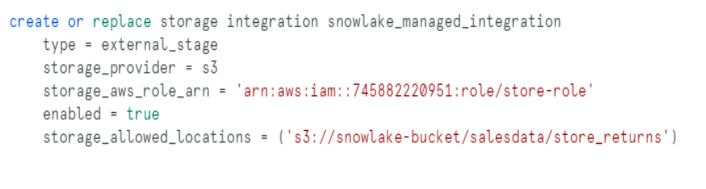 create or replace storage integration snowlake_managed_integration
type = external_stage
storage_provider = s3
storage_aws_role_arn = 'arn:aws:iam::745882220951:role/store-role'
enabled = true
storage_allowed_locations = ('s3://snowlake-bucket/salesdata/store_returns')